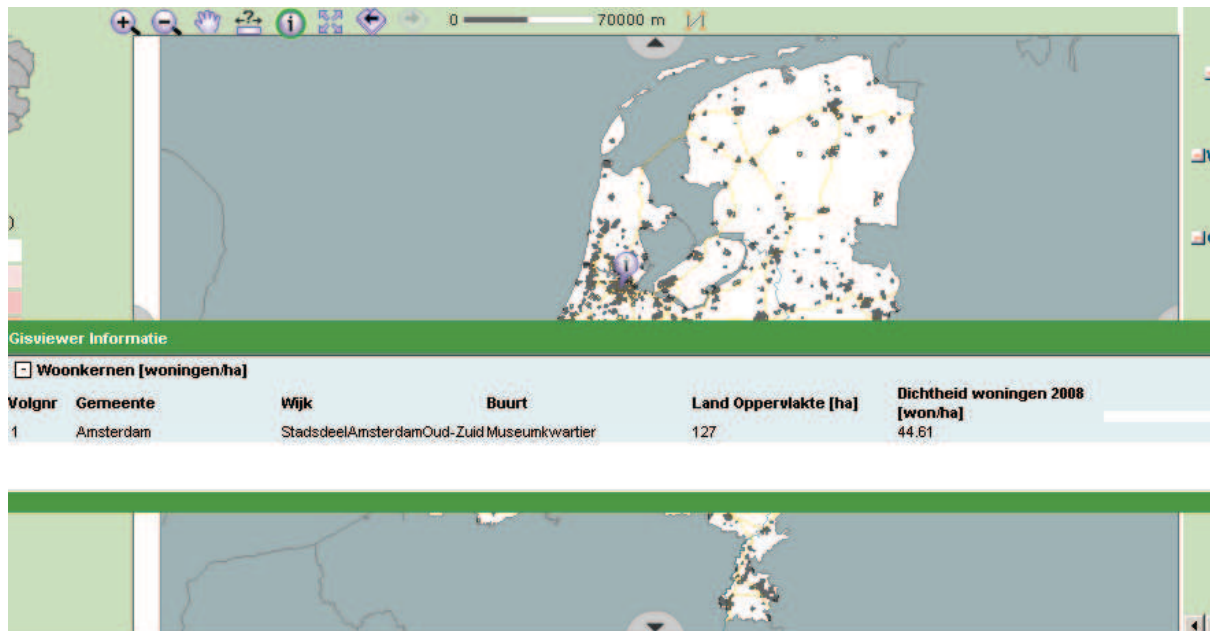 0 70000 m
Gisviewer Informatie
- Woonkernen [woningen/ha]
Volgnr Gemeente Wijk Buurt Land Oppervlakte [ha] Dichtheid woningen 2008 [won/ha]
1 Amsterdam StadsdeelAmsterdamOud-Zuid Museumkwartier 127 44.61